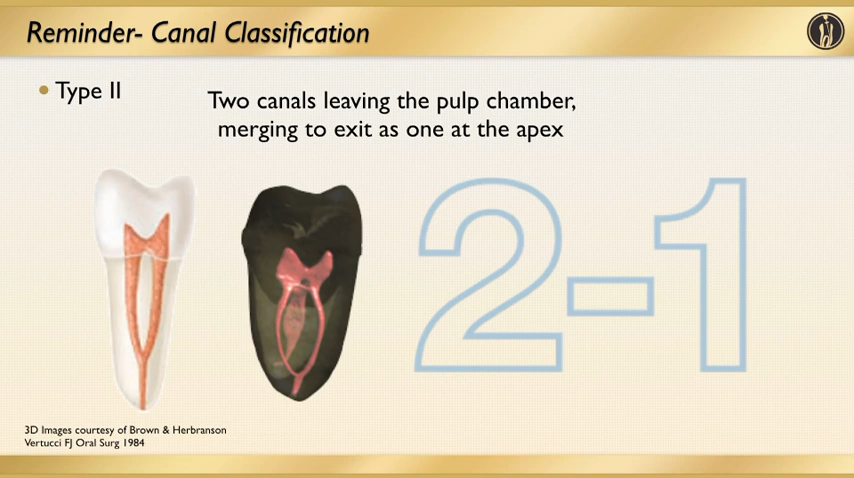 Reminder- Canal Classification
• Type II
Two canals leaving the pulp chamber,
merging to exit as one at the apex
2-1
3D Images courtesy of Brown & Herbranson
Vertucci FJ Oral Surg 1984